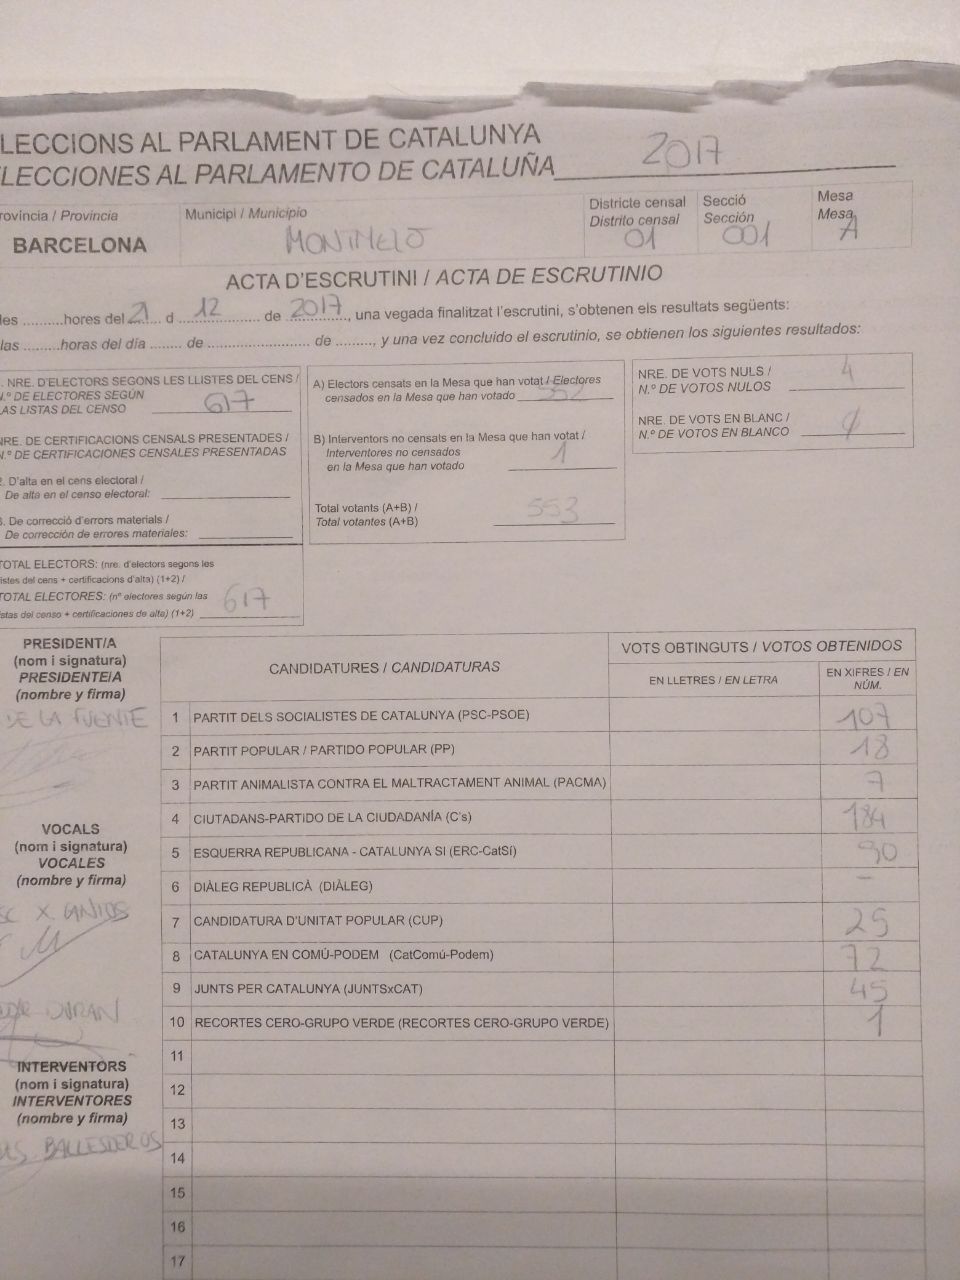 LECCIONS AL PARLAMENT DE CATALUNYA
LECCIONES AL PARLAMENTO DE CATALUÑA 2017
rovíncia / Provincia
BARCELONA
Municipi / Municipio
MONTMELÓ
Districte censal
Distrito censal
01
Secció
Sección
001
Mesa
Mesa
A
ACTA D'ESCRUTINI / ACTA DE ESCRUTINIO
les .........hores del 21 d 12 de 2017, una vegada finalitzat l'escrutini, s'obtenen els resultats següents:
las .........horas del día ....... de ........................ de ........., y una vez concluido el escrutinio, se obtienen los siguientes resultados:
. NRE. D'ELECTORS SEGONS LES LLISTES DEL CENS /
N.º DE ELECTORES SEGÚN
LAS LISTAS DEL CENSO 617
NRE. DE CERTIFICACIONS CENSALS PRESENTADES /
N.º DE CERTIFICACIONES CENSALES PRESENTADAS
2. D'alta en el cens electoral /
De alta en el censo electoral:
3. De correcció d'errors materials /
De corrección de errores materiales:
TOTAL ELECTORS: (nre. d'electors segons les
istes del cens + certificacions d'alta) (1+2) /
TOTAL ELECTORES: (nº electores según las
istas del censo + certificaciones de alta) (1+2) 617
A) Electors censats en la Mesa que han votat / Electores
censados en la Mesa que han votado 552
B) Interventors no censats en la Mesa que han votat /
Interventores no censados
en la Mesa que han votado 1
Total votants (A+B) /
Total votantes (A+B) 553
NRE. DE VOTS NULS /
N.º DE VOTOS NULOS 4
NRE. DE VOTS EN BLANC /
N.º DE VOTOS EN BLANCO
PRESIDENT/A
(nom i signatura)
PRESIDENTE/A
(nombre y firma)
DE LA FUENTE
VOCALS
(nom i signatura)
VOCALES
(nombre y firma)
X. 
DURAN
INTERVENTORS
(nom i signatura)
INTERVENTORES
(nombre y firma)
BALLESDEROS
CANDIDATURES / CANDIDATURAS
VOTS OBTINGUTS / VOTOS OBTENIDOS
EN LLETRES / EN LETRA
EN XIFRES / EN
NÚM.
1 PARTIT DELS SOCIALISTES DE CATALUNYA (PSC-PSOE) 107
2 PARTIT POPULAR / PARTIDO POPULAR (PP) 18
3 PARTIT ANIMALISTA CONTRA EL MALTRACTAMENT ANIMAL (PACMA) 7
4 CIUTADANS-PARTIDO DE LA CIUDADANÍA (C's) 184
5 ESQUERRA REPUBLICANA - CATALUNYA SI (ERC-CatSí) 90
6 DIÀLEG REPUBLICÀ (DIÀLEG) –
7 CANDIDATURA D'UNITAT POPULAR (CUP) 25
8 CATALUNYA EN COMÚ-PODEM (CatComú-Podem) 72
9 JUNTS PER CATALUNYA (JUNTSxCAT) 45
10 RECORTES CERO-GRUPO VERDE (RECORTES CERO-GRUPO VERDE) 1
11
12
13
14
15
16
17